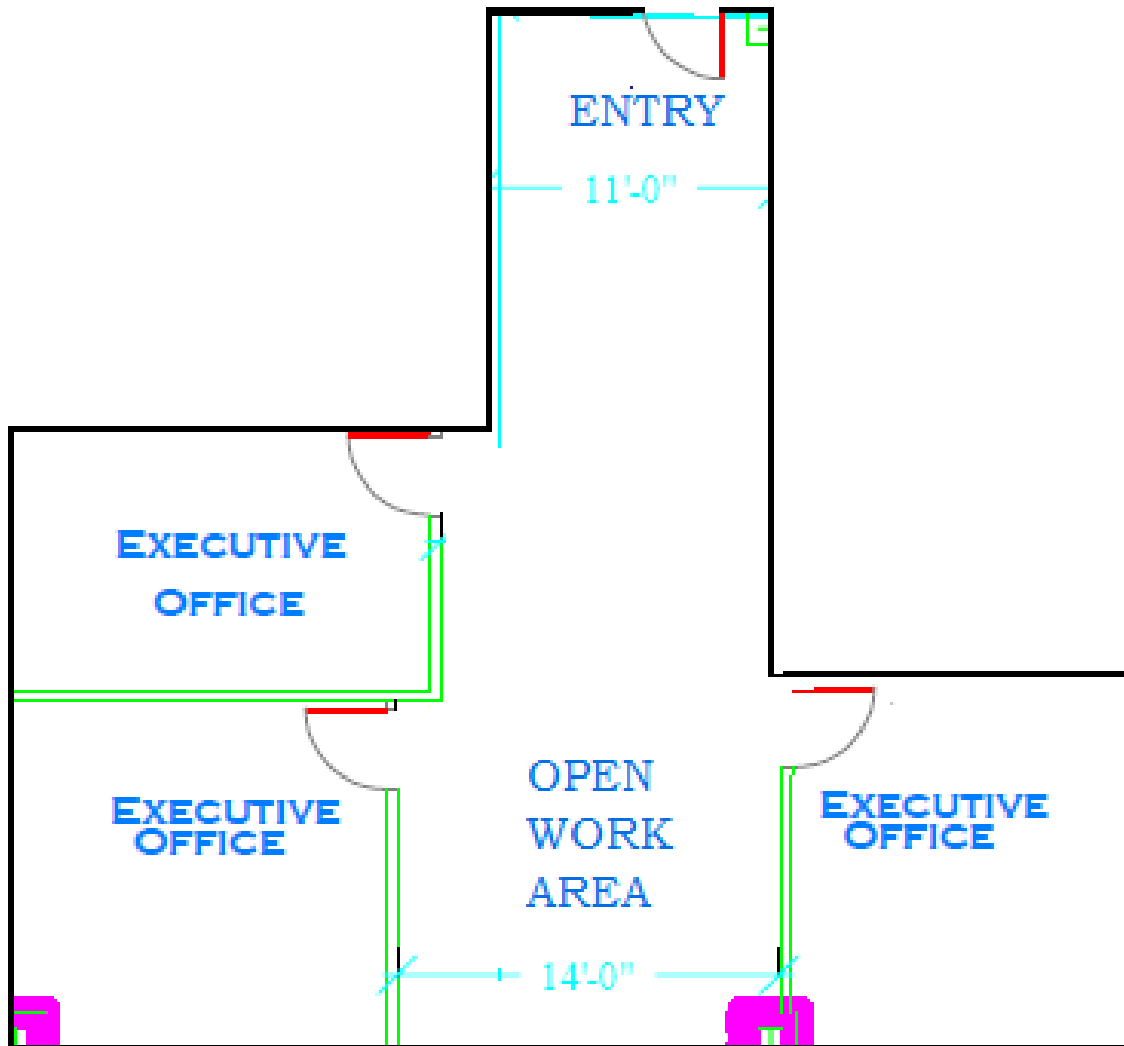 ENTRY
11'-0"
EXECUTIVE
OFFICE
EXECUTIVE
OFFICE
OPEN
WORK
AREA
EXECUTIVE
OFFICE
14'-0"